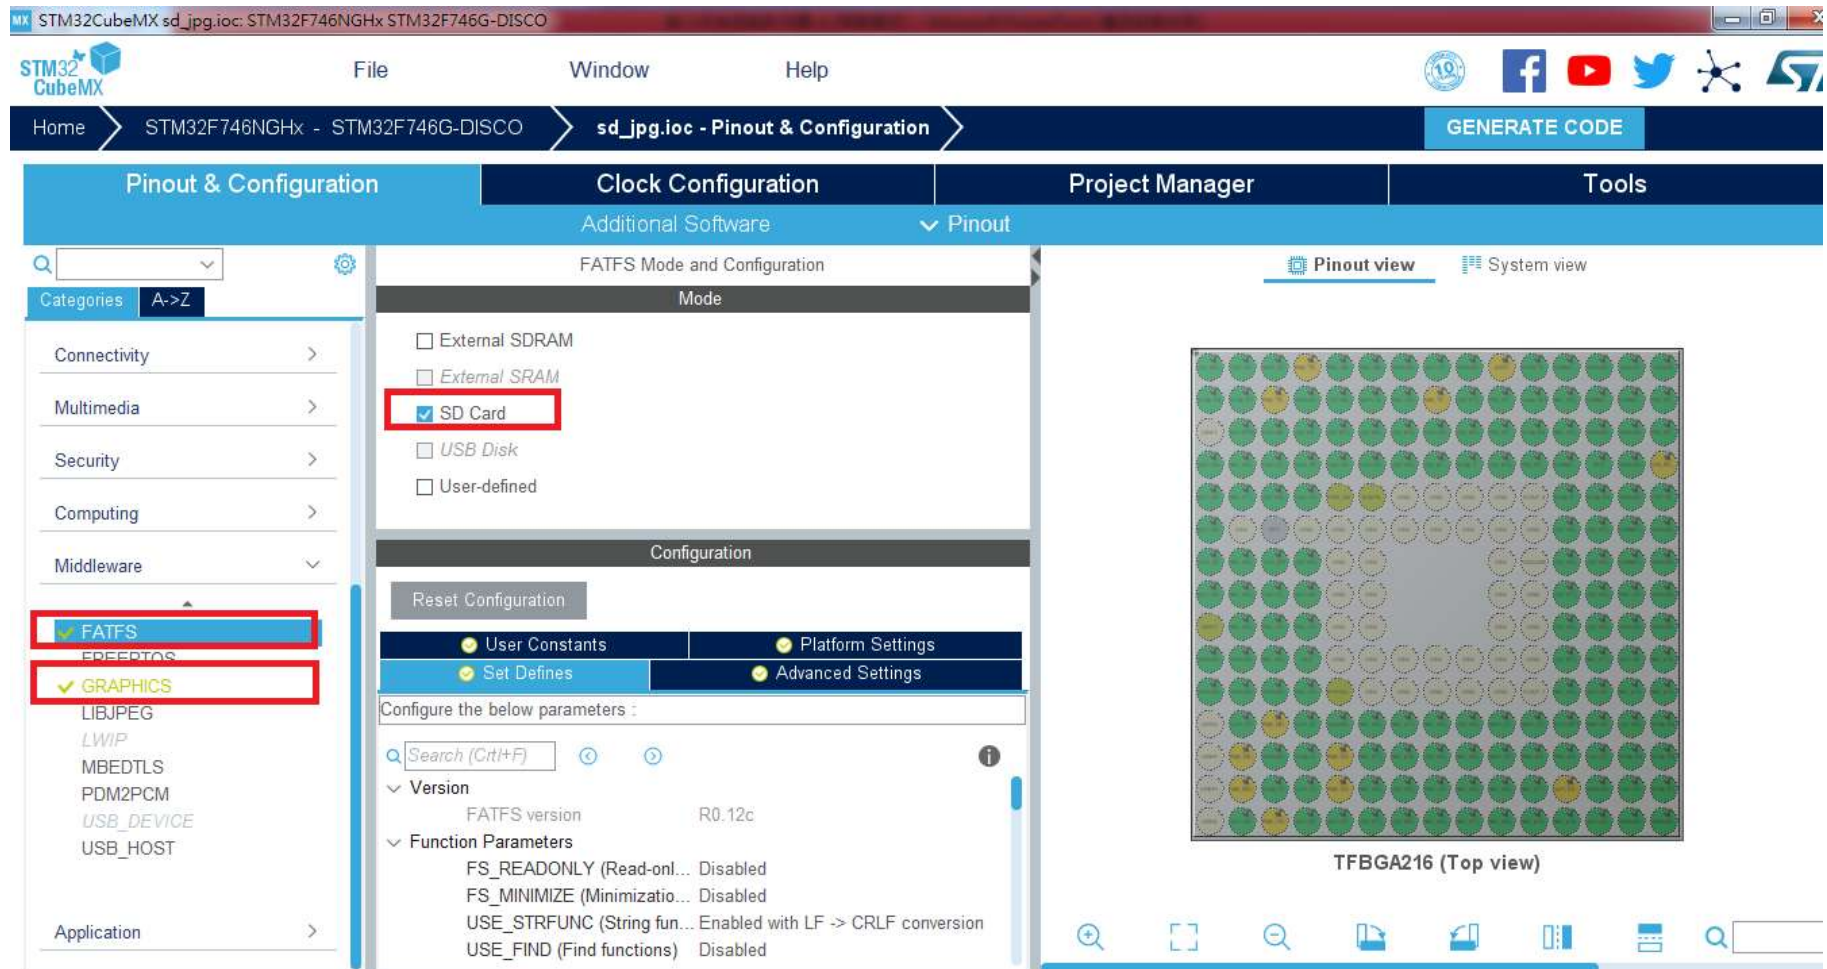 MX STM32CubeMX sd_jpg.ioc: STM32F746NGHx STM32F746G-DISCO
STM32 CubeMX
File Window Help
10
Home STM32F746NGHx - STM32F746G-DISCO sd_jpg.ioc - Pinout & Configuration GENERATE CODE
Pinout & Configuration Clock Configuration Project Manager Tools
Additional Software Pinout
Categories A->Z
Connectivity
Multimedia
Security
Computing
Middleware
FATFS
FREERTOS
GRAPHICS
LIBJPEG
LWIP
MBEDTLS
PDM2PCM
USB_DEVICE
USB_HOST
Application
FATFS Mode and Configuration
Mode
External SDRAM
External SRAM
SD Card
USB Disk
User-defined
Configuration
Reset Configuration
User Constants Platform Settings
Set Defines Advanced Settings
Configure the below parameters :
Search (Crtl+F)
Version
FATFS version R0.12c
Function Parameters
FS_READONLY (Read-onl... Disabled
FS_MINIMIZE (Minimizatio... Disabled
USE_STRFUNC (String fun... Enabled with LF -> CRLF conversion
USE_FIND (Find functions) Disabled
Pinout view System view
TFBGA216 (Top view)